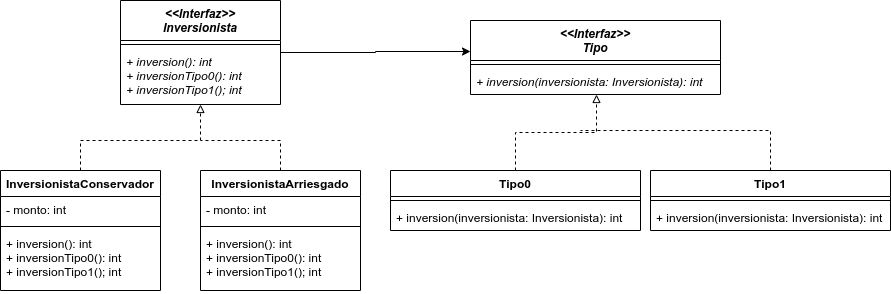 <<Interfaz>>
Inversionista
+ inversion(): int
+ inversionTipo0(): int
+ inversionTipo1(); int
<<Interfaz>>
Tipo
+ inversion(inversionista: Inversionista): int
InversionistaConservador
- monto: int
+ inversion(): int
+ inversionTipo0(): int
+ inversionTipo1(); int
InversionistaArriesgado
- monto: int
+ inversion(): int
+ inversionTipo0(): int
+ inversionTipo1(); int
Tipo0
+ inversion(inversionista: Inversionista): int
Tipo1
+ inversion(inversionista: Inversionista): int